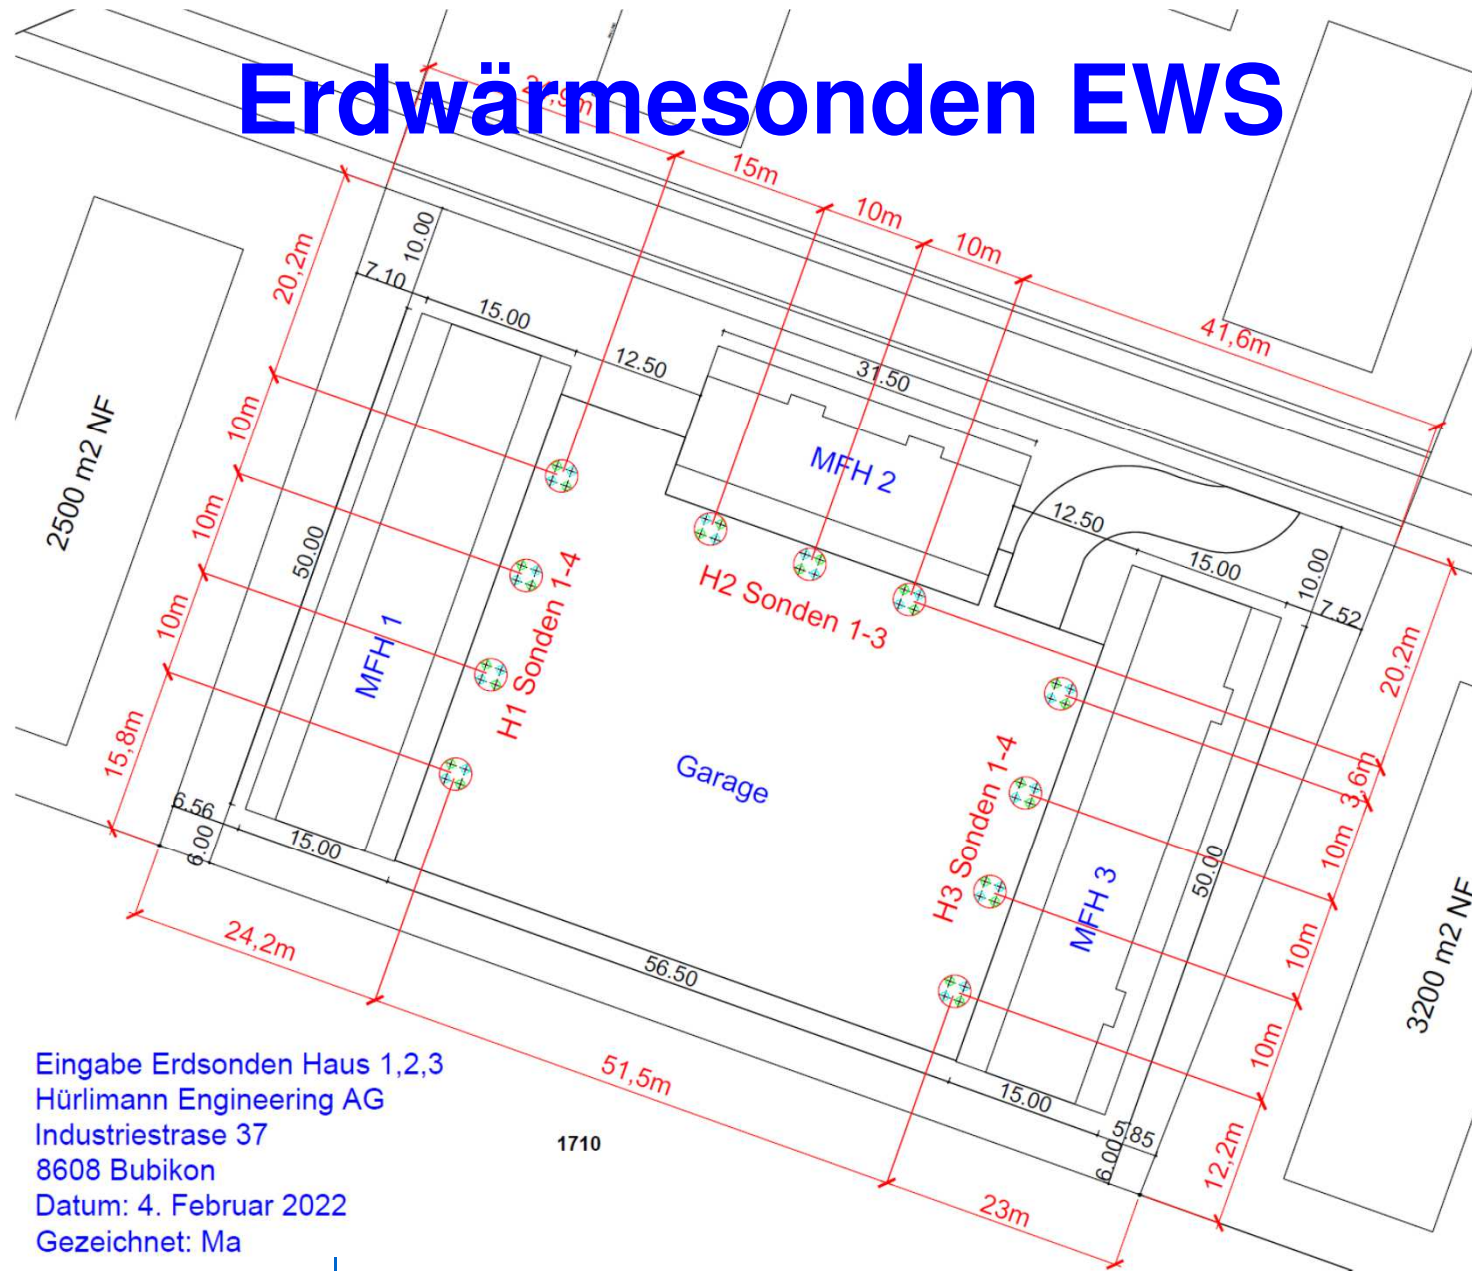 Erdwärmesonden EWS
24,9m
15m
10m
10m
41,6m
20,2m
10m
10m
10m
15,8m
10.00
7.10
15.00
12.50
31.50
12.50
15.00
10.00
7.52
2500 m2 NF
50.00
MFH 1
H1 Sonden 1-4
MFH 2
H2 Sonden 1-3
Garage
H3 Sonden 1-4
MFH 3
50.00
20,2m
3,6m
10m
10m
10m
12,2m
3200 m2 NF
6.56
6.00
15.00
56.50
15.00
5.85
6.00
24,2m
51,5m
23m
1710
Eingabe Erdsonden Haus 1,2,3
Hürlimann Engineering AG
Industriestrase 37
8608 Bubikon
Datum: 4. Februar 2022
Gezeichnet: Ma